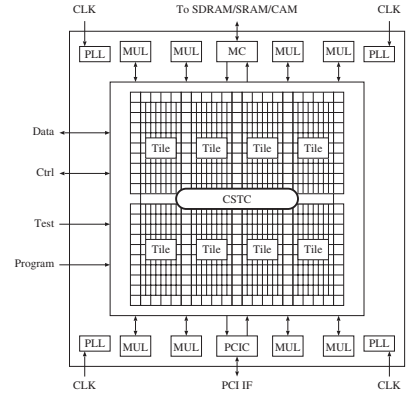 CLK To SDRAM/SRAM/CAM CLK
PLL MUL MUL MC MUL MUL PLL
Data
Tile Tile Tile Tile
Ctrl
CSTC
Test
Tile Tile Tile Tile
Program
PLL MUL MUL PCIC MUL MUL PLL
CLK PCI IF CLK